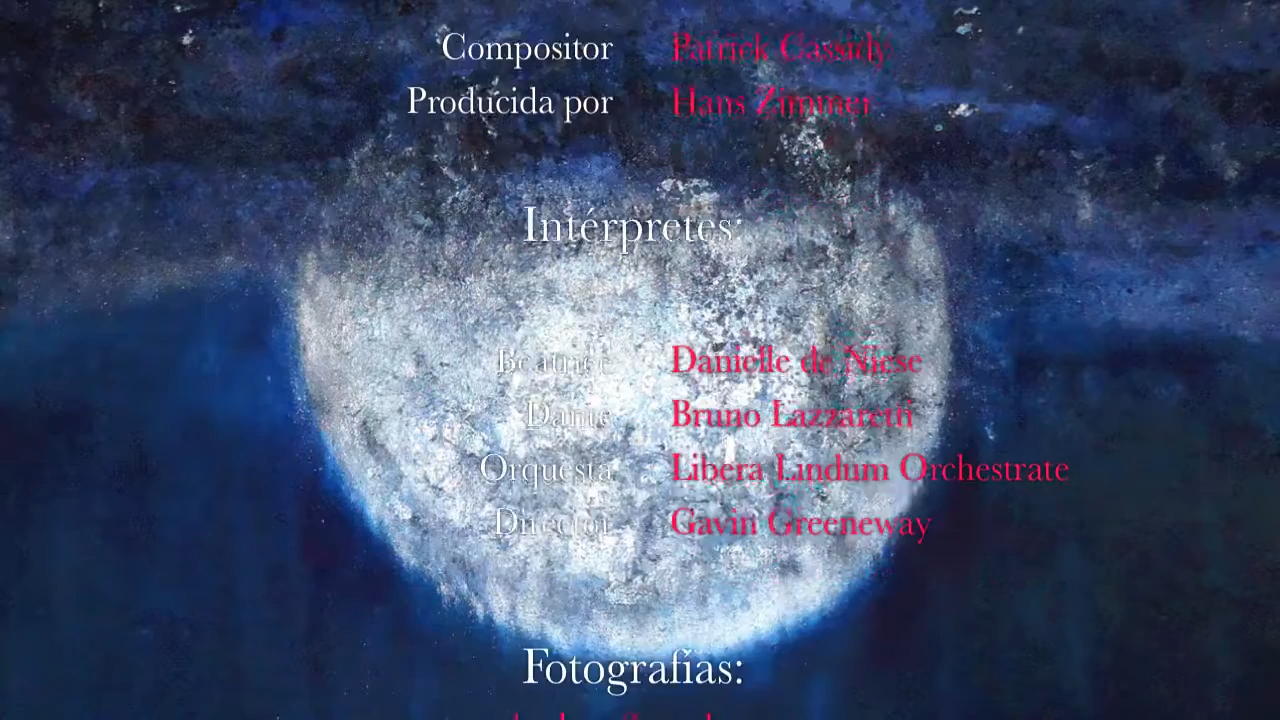 Compositor Patrick Cassidy
Producida por Hans Zimmer
Intérpretes:
Beatrice Danielle de Niese
Dante Bruno Lazzaretti
Orquesta Libera Lindum Orchestrate
Director Gavin Greeneway
Fotografías: